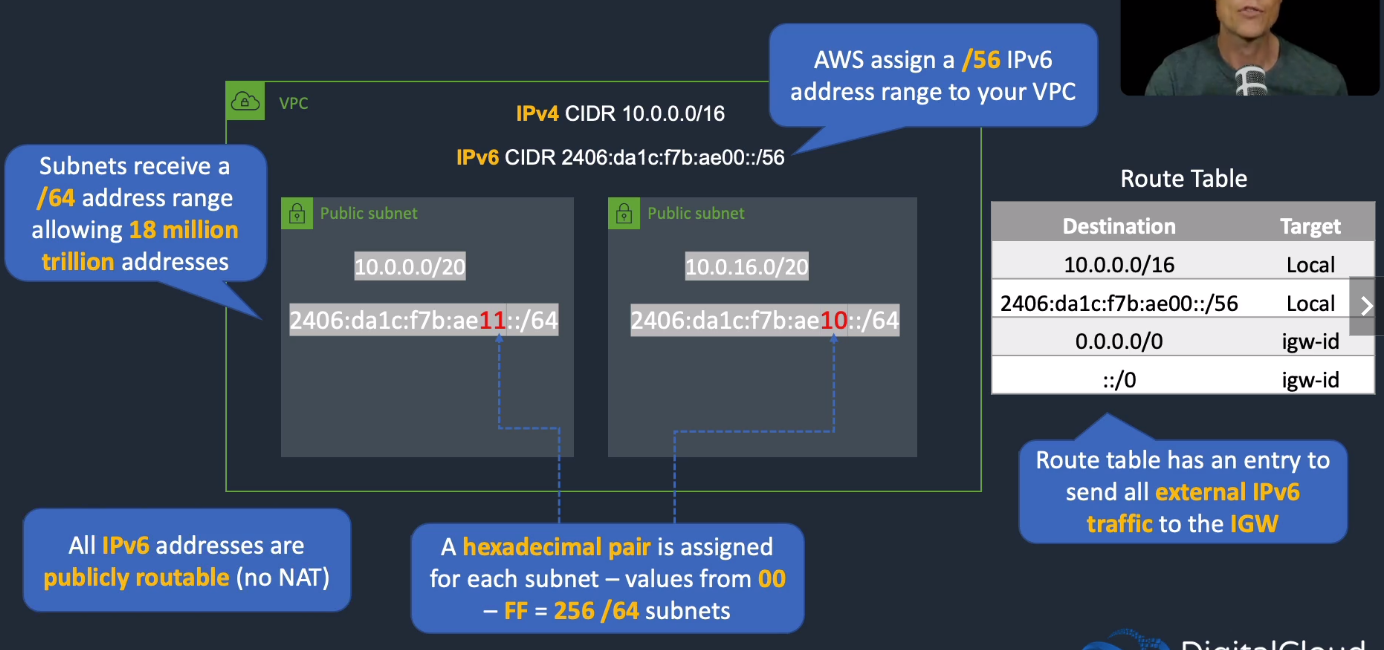 AWS assign a /56 IPv6
address range to your VPC
VPC
IPv4 CIDR 10.0.0.0/16
IPv6 CIDR 2406:da1c:f7b:ae00::/56
Subnets receive a
/64 address range
allowing 18 million
trillion addresses
Public subnet
10.0.0.0/20
2406:da1c:f7b:ae11::/64
Public subnet
10.0.16.0/20
2406:da1c:f7b:ae10::/64
Route Table
Destination Target
10.0.0.0/16 Local
2406:da1c:f7b:ae00::/56 Local
0.0.0.0/0 igw-id
::/0 igw-id
Route table has an entry to
send all external IPv6
traffic to the IGW
All IPv6 addresses are
publicly routable (no NAT)
A hexadecimal pair is assigned
for each subnet – values from 00
– FF = 256 /64 subnets
DigitalCloud